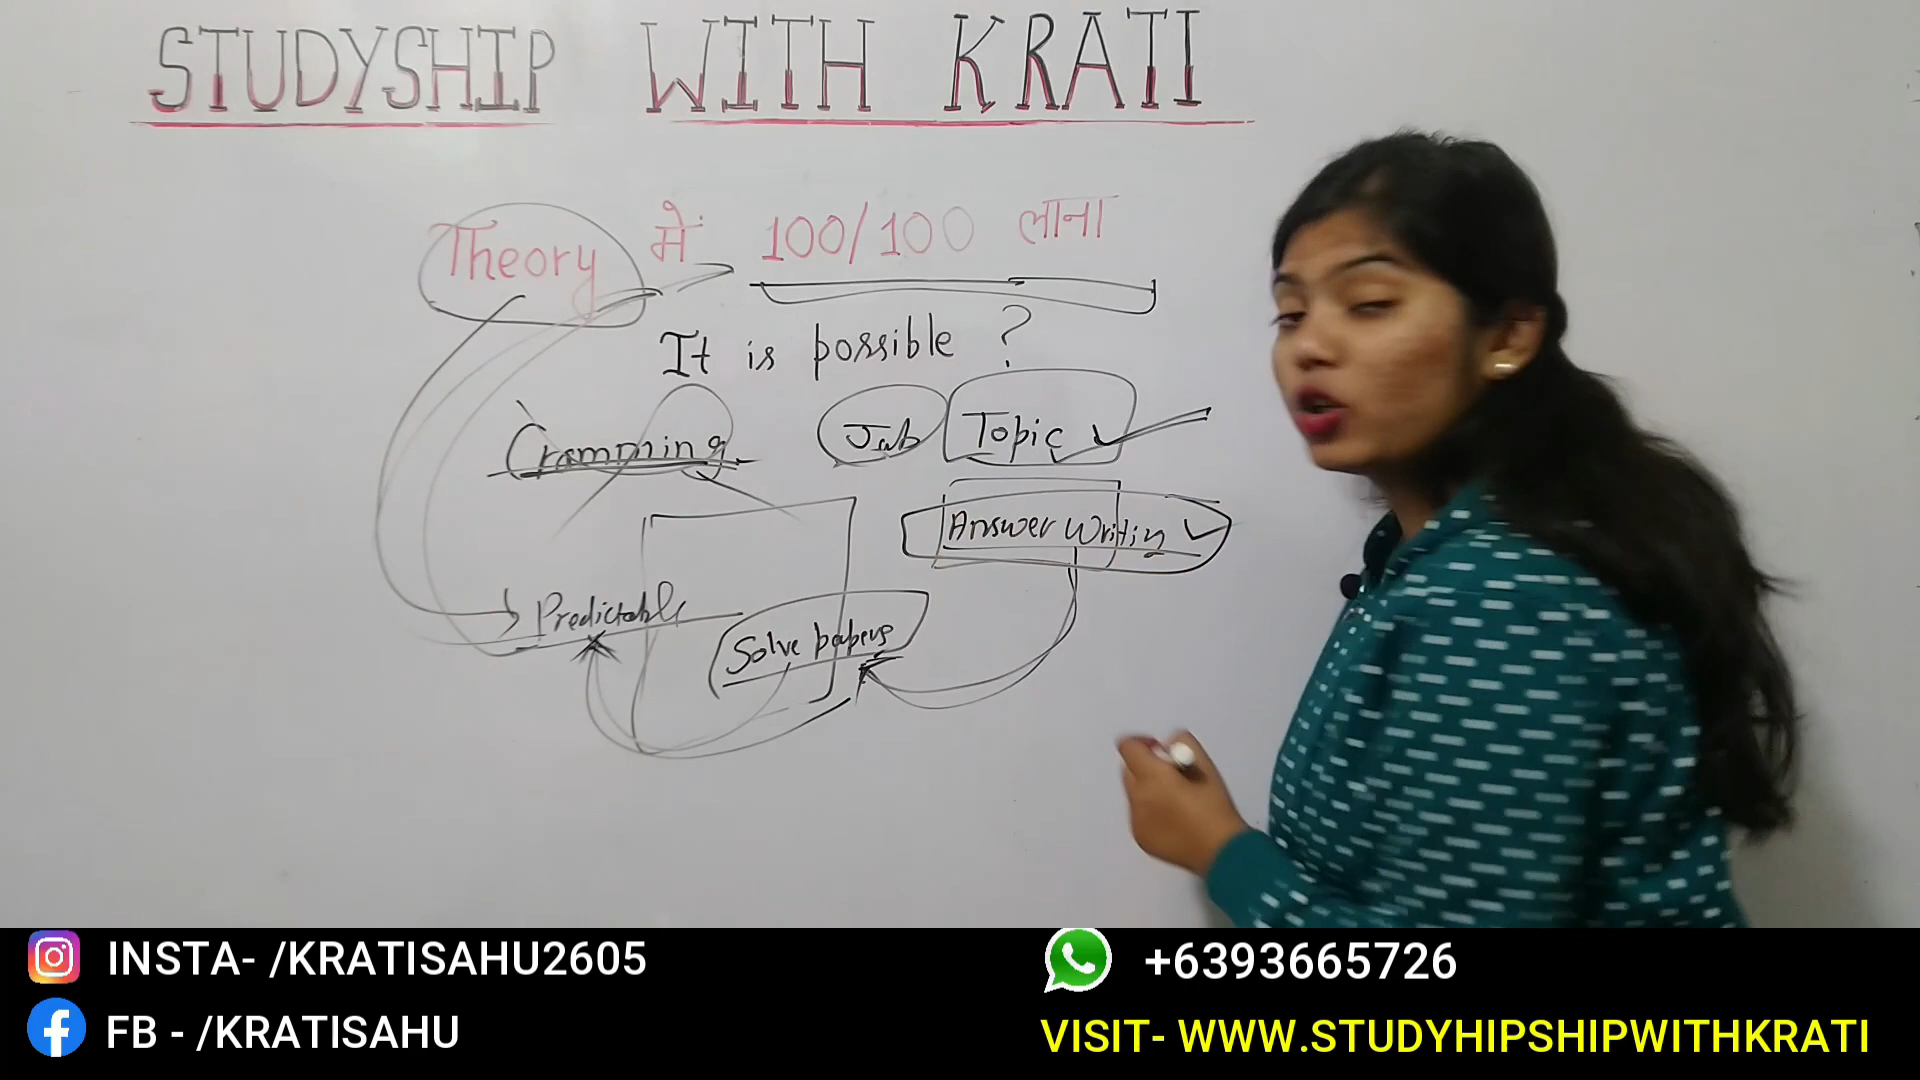 STUDYSHIP WITH KRATI
Theory में 100/100 लाना
It is possible ?
Cramming Jab Topic
Answer Writin
Predictable
Solve papers
INSTA- /KRATISAHU2605
+6393665726
FB - /KRATISAHU
VISIT- WWW.STUDYHIPSHIPWITHKRATI